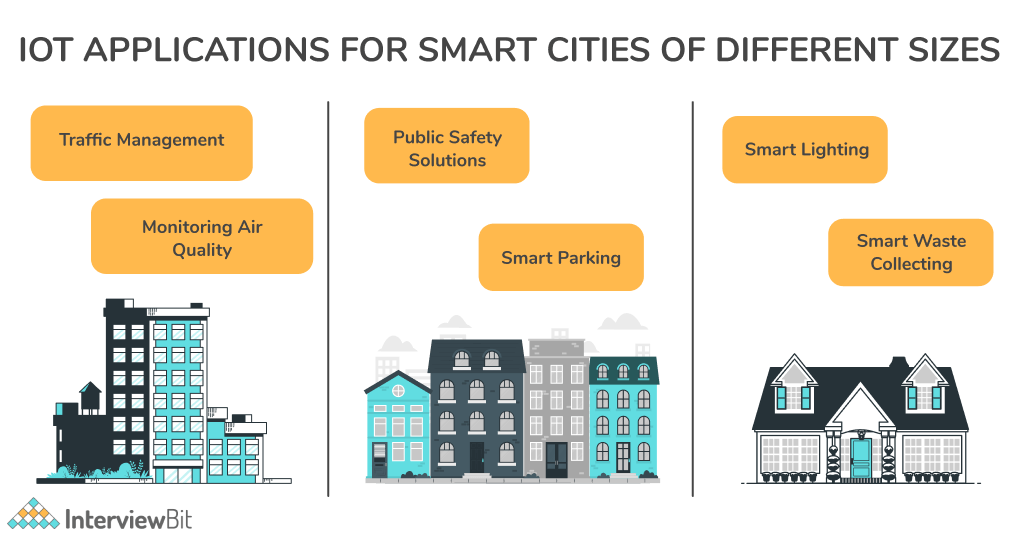 IOT APPLICATIONS FOR SMART CITIES OF DIFFERENT SIZES
Traffic Management
Monitoring Air
Quality
Public Safety
Solutions
Smart Parking
Smart Lighting
Smart Waste
Collecting
InterviewBit